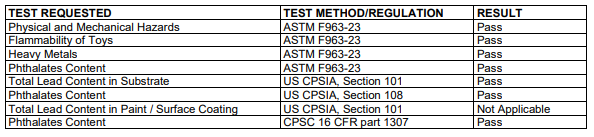 TEST REQUESTED TEST METHOD/REGULATION RESULT
Physical and Mechanical Hazards ASTM F963-23 Pass
Flammability of Toys ASTM F963-23 Pass
Heavy Metals ASTM F963-23 Pass
Phthalates Content ASTM F963-23 Pass
Total Lead Content in Substrate US CPSIA, Section 101 Pass
Phthalates Content US CPSIA, Section 108 Pass
Total Lead Content in Paint / Surface Coating US CPSIA, Section 101 Not Applicable
Phthalates Content CPSC 16 CFR part 1307 Pass